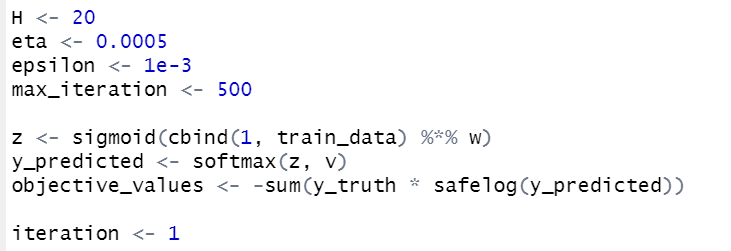 H <- 20
eta <- 0.0005
epsilon <- 1e-3
max_iteration <- 500
z <- sigmoid(cbind(1, train_data) %*% w)
y_predicted <- softmax(z, v)
objective_values <- -sum(y_truth * safelog(y_predicted))
iteration <- 1